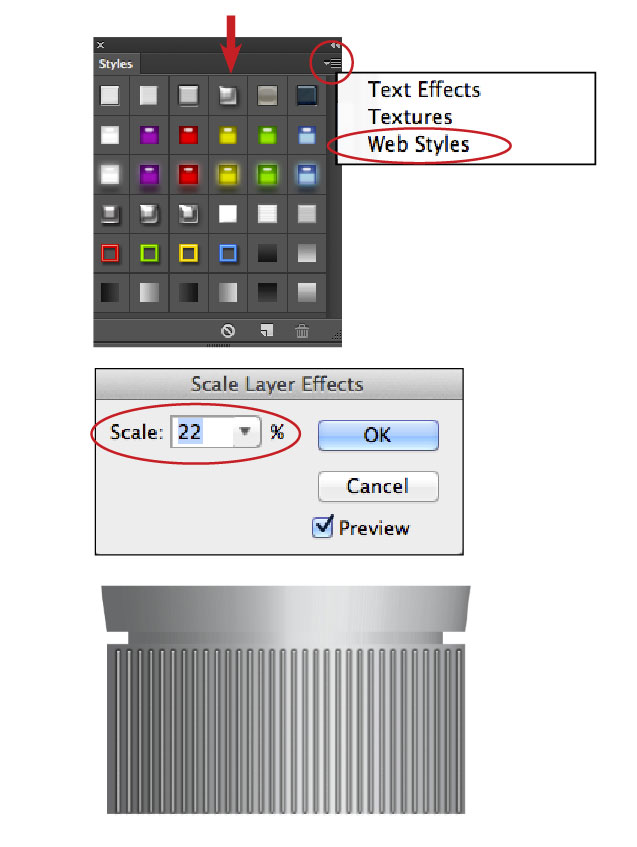 Styles
Text Effects
Textures
Web Styles
Scale Layer Effects
Scale: 22 %
OK
Cancel
Preview